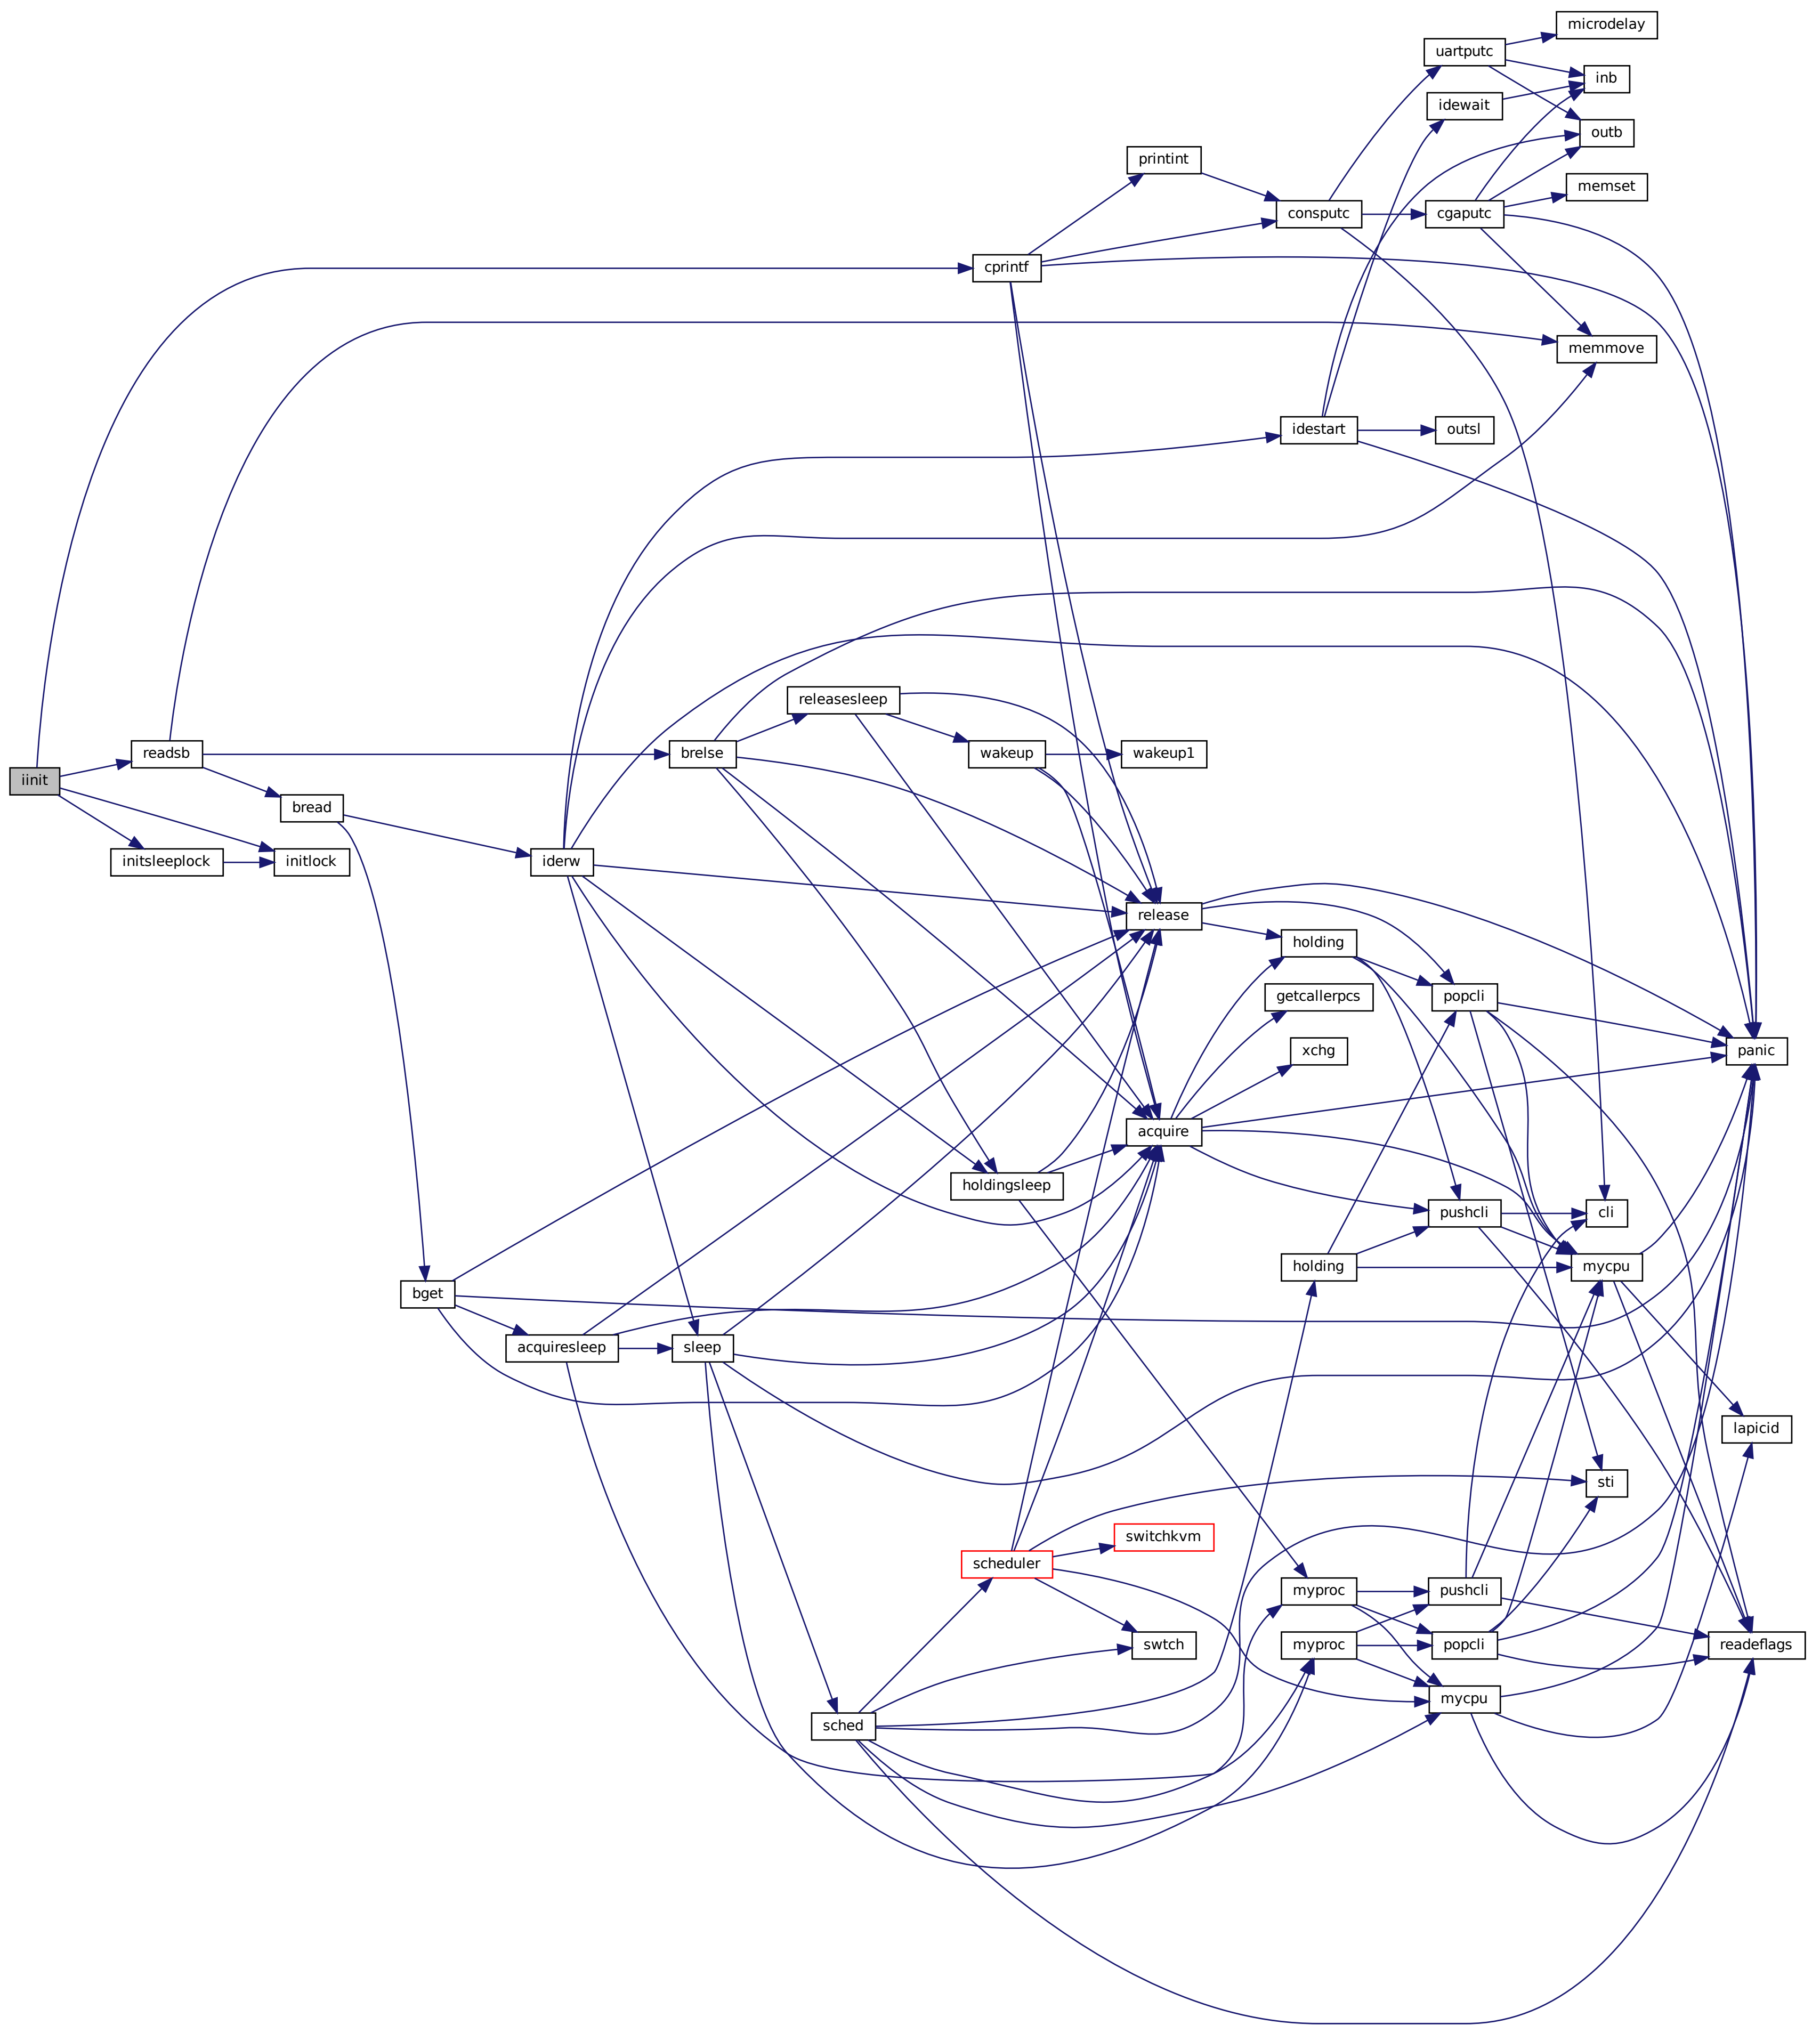 microdelay
uartputc
inb
idewait
outb
printint
memset
consputc
cgaputc
cprintf
memmove
idestart
outsl
releasesleep
readsb
brelse
wakeup
wakeup1
iinit
bread
initsleeplock
initlock
iderw
release
holding
getcallerpcs
popcli
xchg
panic
acquire
holdingsleep
pushcli
cli
holding
mycpu
bget
acquiresleep
sleep
lapicid
sti
switchkvm
scheduler
myproc
pushcli
swtch
myproc
popcli
readeflags
mycpu
sched